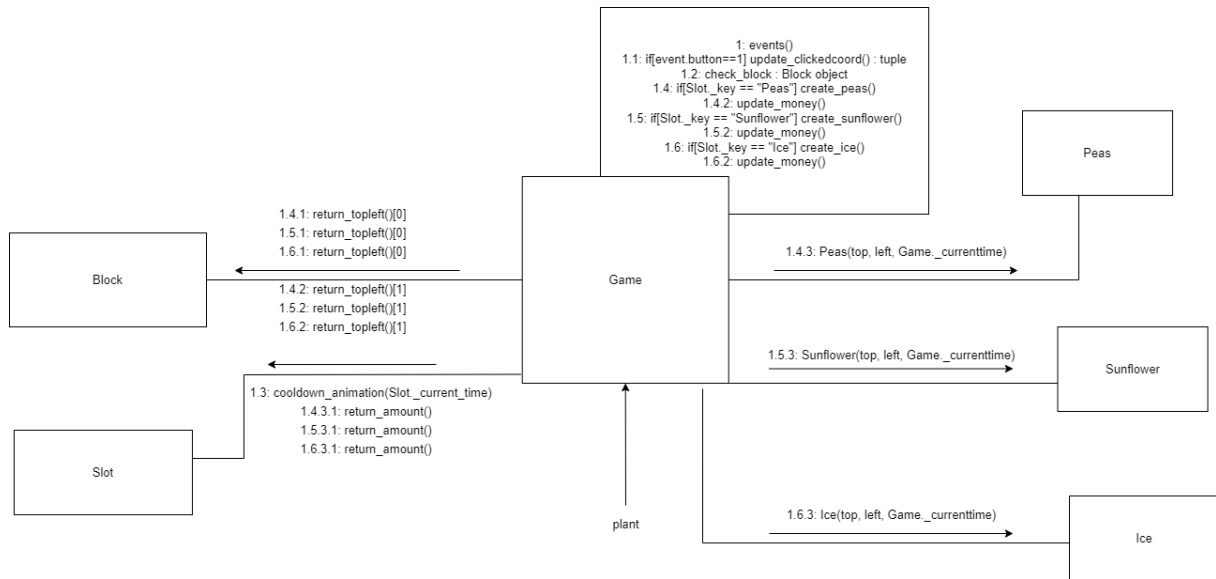 1: events()
1.1: if[event.button==1] update_clickedcoord() : tuple
1.2: check_block : Block object
1.4: if[Slot._key == "Peas"] create_peas()
1.4.2: update_money()
1.5: if[Slot._key == "Sunflower"] create_sunflower()
1.5.2: update_money()
1.6: if[Slot._key == "Ice"] create_ice()
1.6.2: update_money()
Peas
1.4.1: return_topleft()[0]
1.5.1: return_topleft()[0]
1.6.1: return_topleft()[0]
1.4.3: Peas(top, left, Game._currenttime)
Block
Game
1.4.2: return_topleft()[1]
1.5.2: return_topleft()[1]
1.6.2: return_topleft()[1]
1.5.3: Sunflower(top, left, Game._currenttime)
Sunflower
1.3: cooldown_animation(Slot._current_time)
1.4.3.1: return_amount()
1.5.3.1: return_amount()
1.6.3.1: return_amount()
Slot
plant
1.6.3: Ice(top, left, Game._currenttime)
Ice